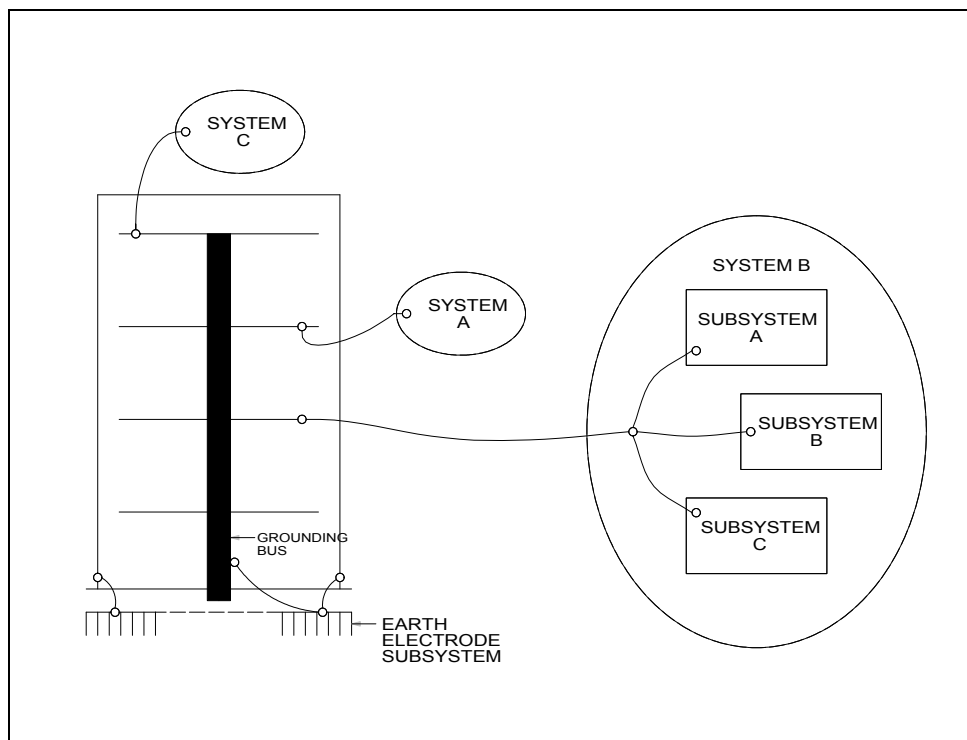 SYSTEM
C
SYSTEM
A
SYSTEM B
SUBSYSTEM
A
SUBSYSTEM
B
SUBSYSTEM
C
GROUNDING
BUS
EARTH
ELECTRODE
SUBSYSTEM